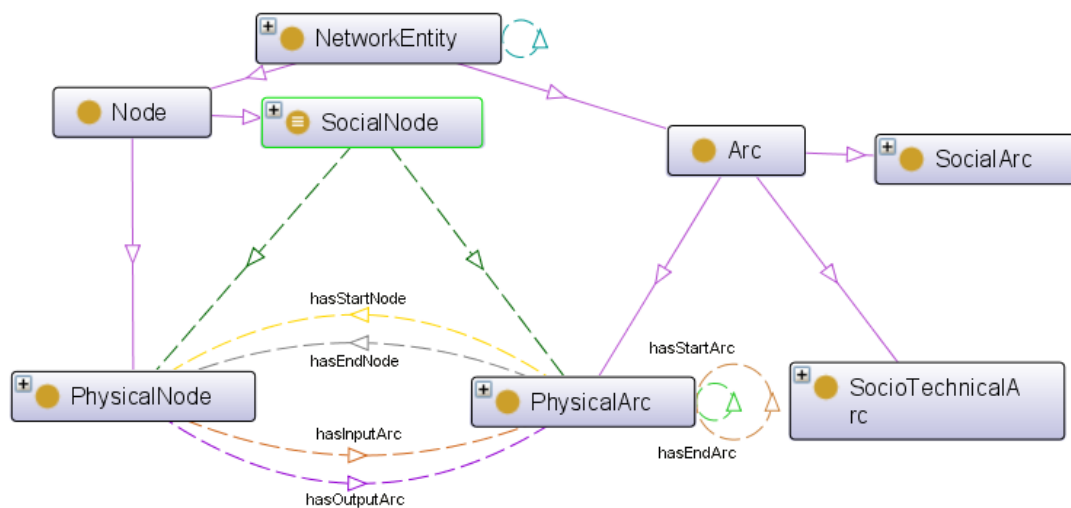 NetworkEntity
Node
SocialNode
Arc
SocialArc
hasStartNode
hasEndNode
hasStartArc
PhysicalNode
PhysicalArc
SocioTechnicalA
rc
hasInputArc
hasEndArc
hasOutputArc